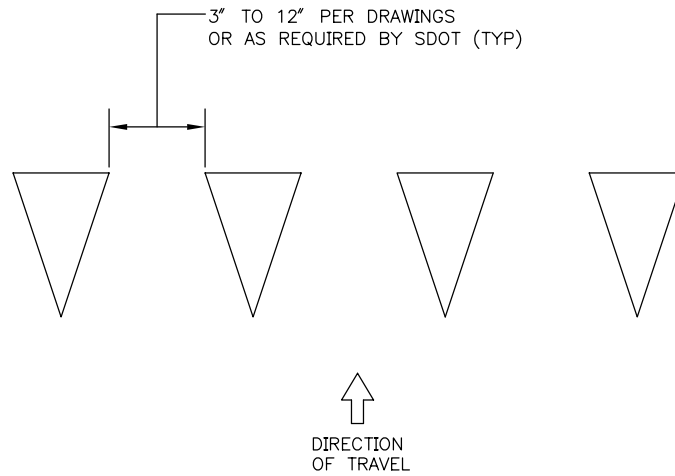 3" TO 12" PER DRAWINGS
OR AS REQUIRED BY SDOT (TYP)
DIRECTION
OF TRAVEL